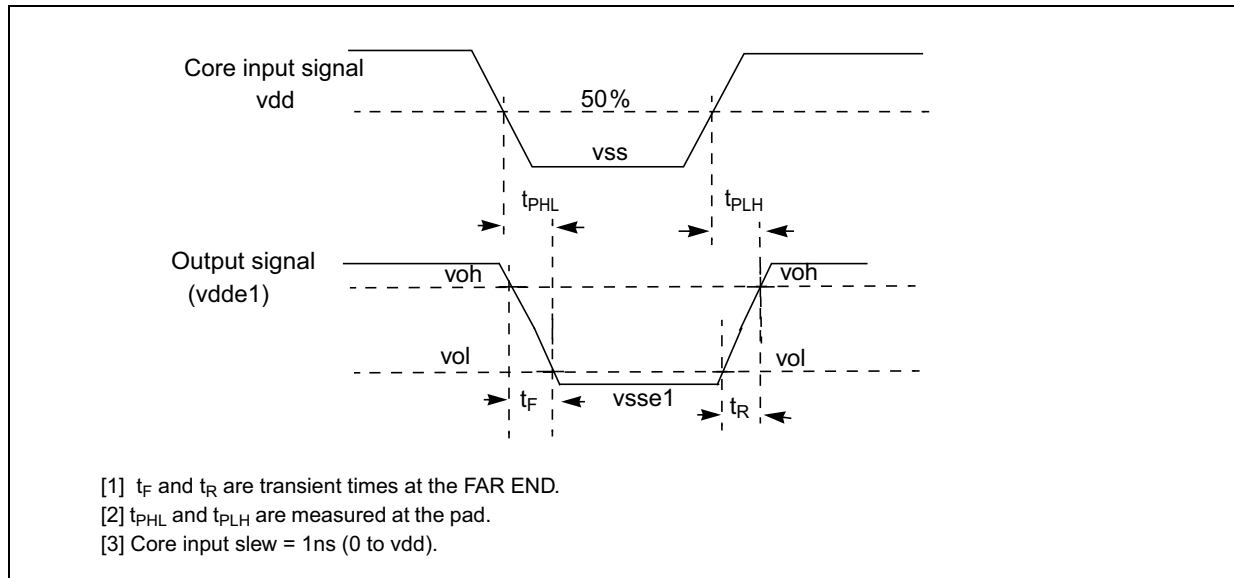 Core input signal
vdd
50%
vss
tPHL
tPLH
Output signal
(vdde1)
voh
voh
vol
vol
tF
vsse1
tR
[1] tF and tR are transient times at the FAR END.
[2] tPHL and tPLH are measured at the pad.
[3] Core input slew = 1ns (0 to vdd).